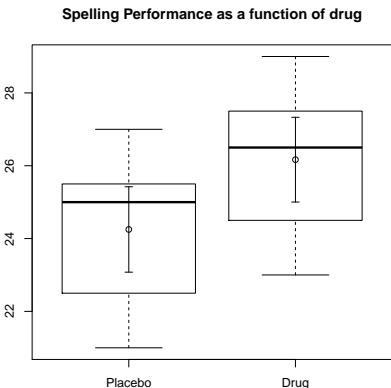 Spelling Performance as a function of drug
28
26
24
22
Placebo
Drug